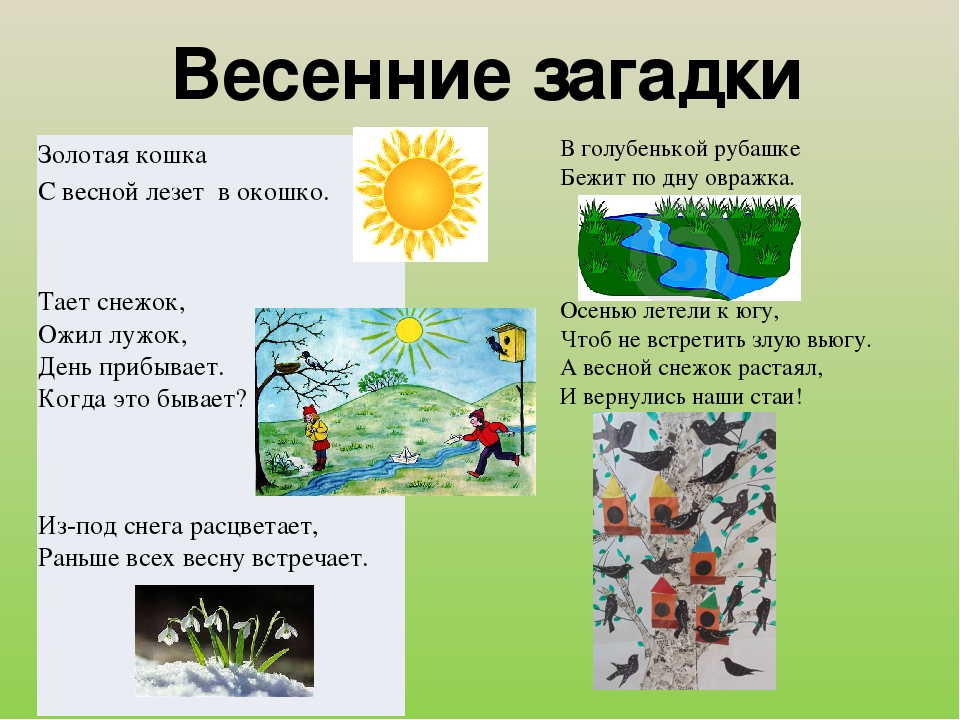 Весенние загадки
Золотая кошка
С весной лезет в окошко.
Тает снежок,
Ожил лужок,
День прибывает.
Когда это бывает?
Из-под снега расцветает,
Раньше всех весну встречает.
В голубенькой рубашке
Бежит по дну овражка.
Осенью летели к югу,
Чтоб не встретить злую вьюгу.
А весной снежок растаял,
И вернулись наши стаи!